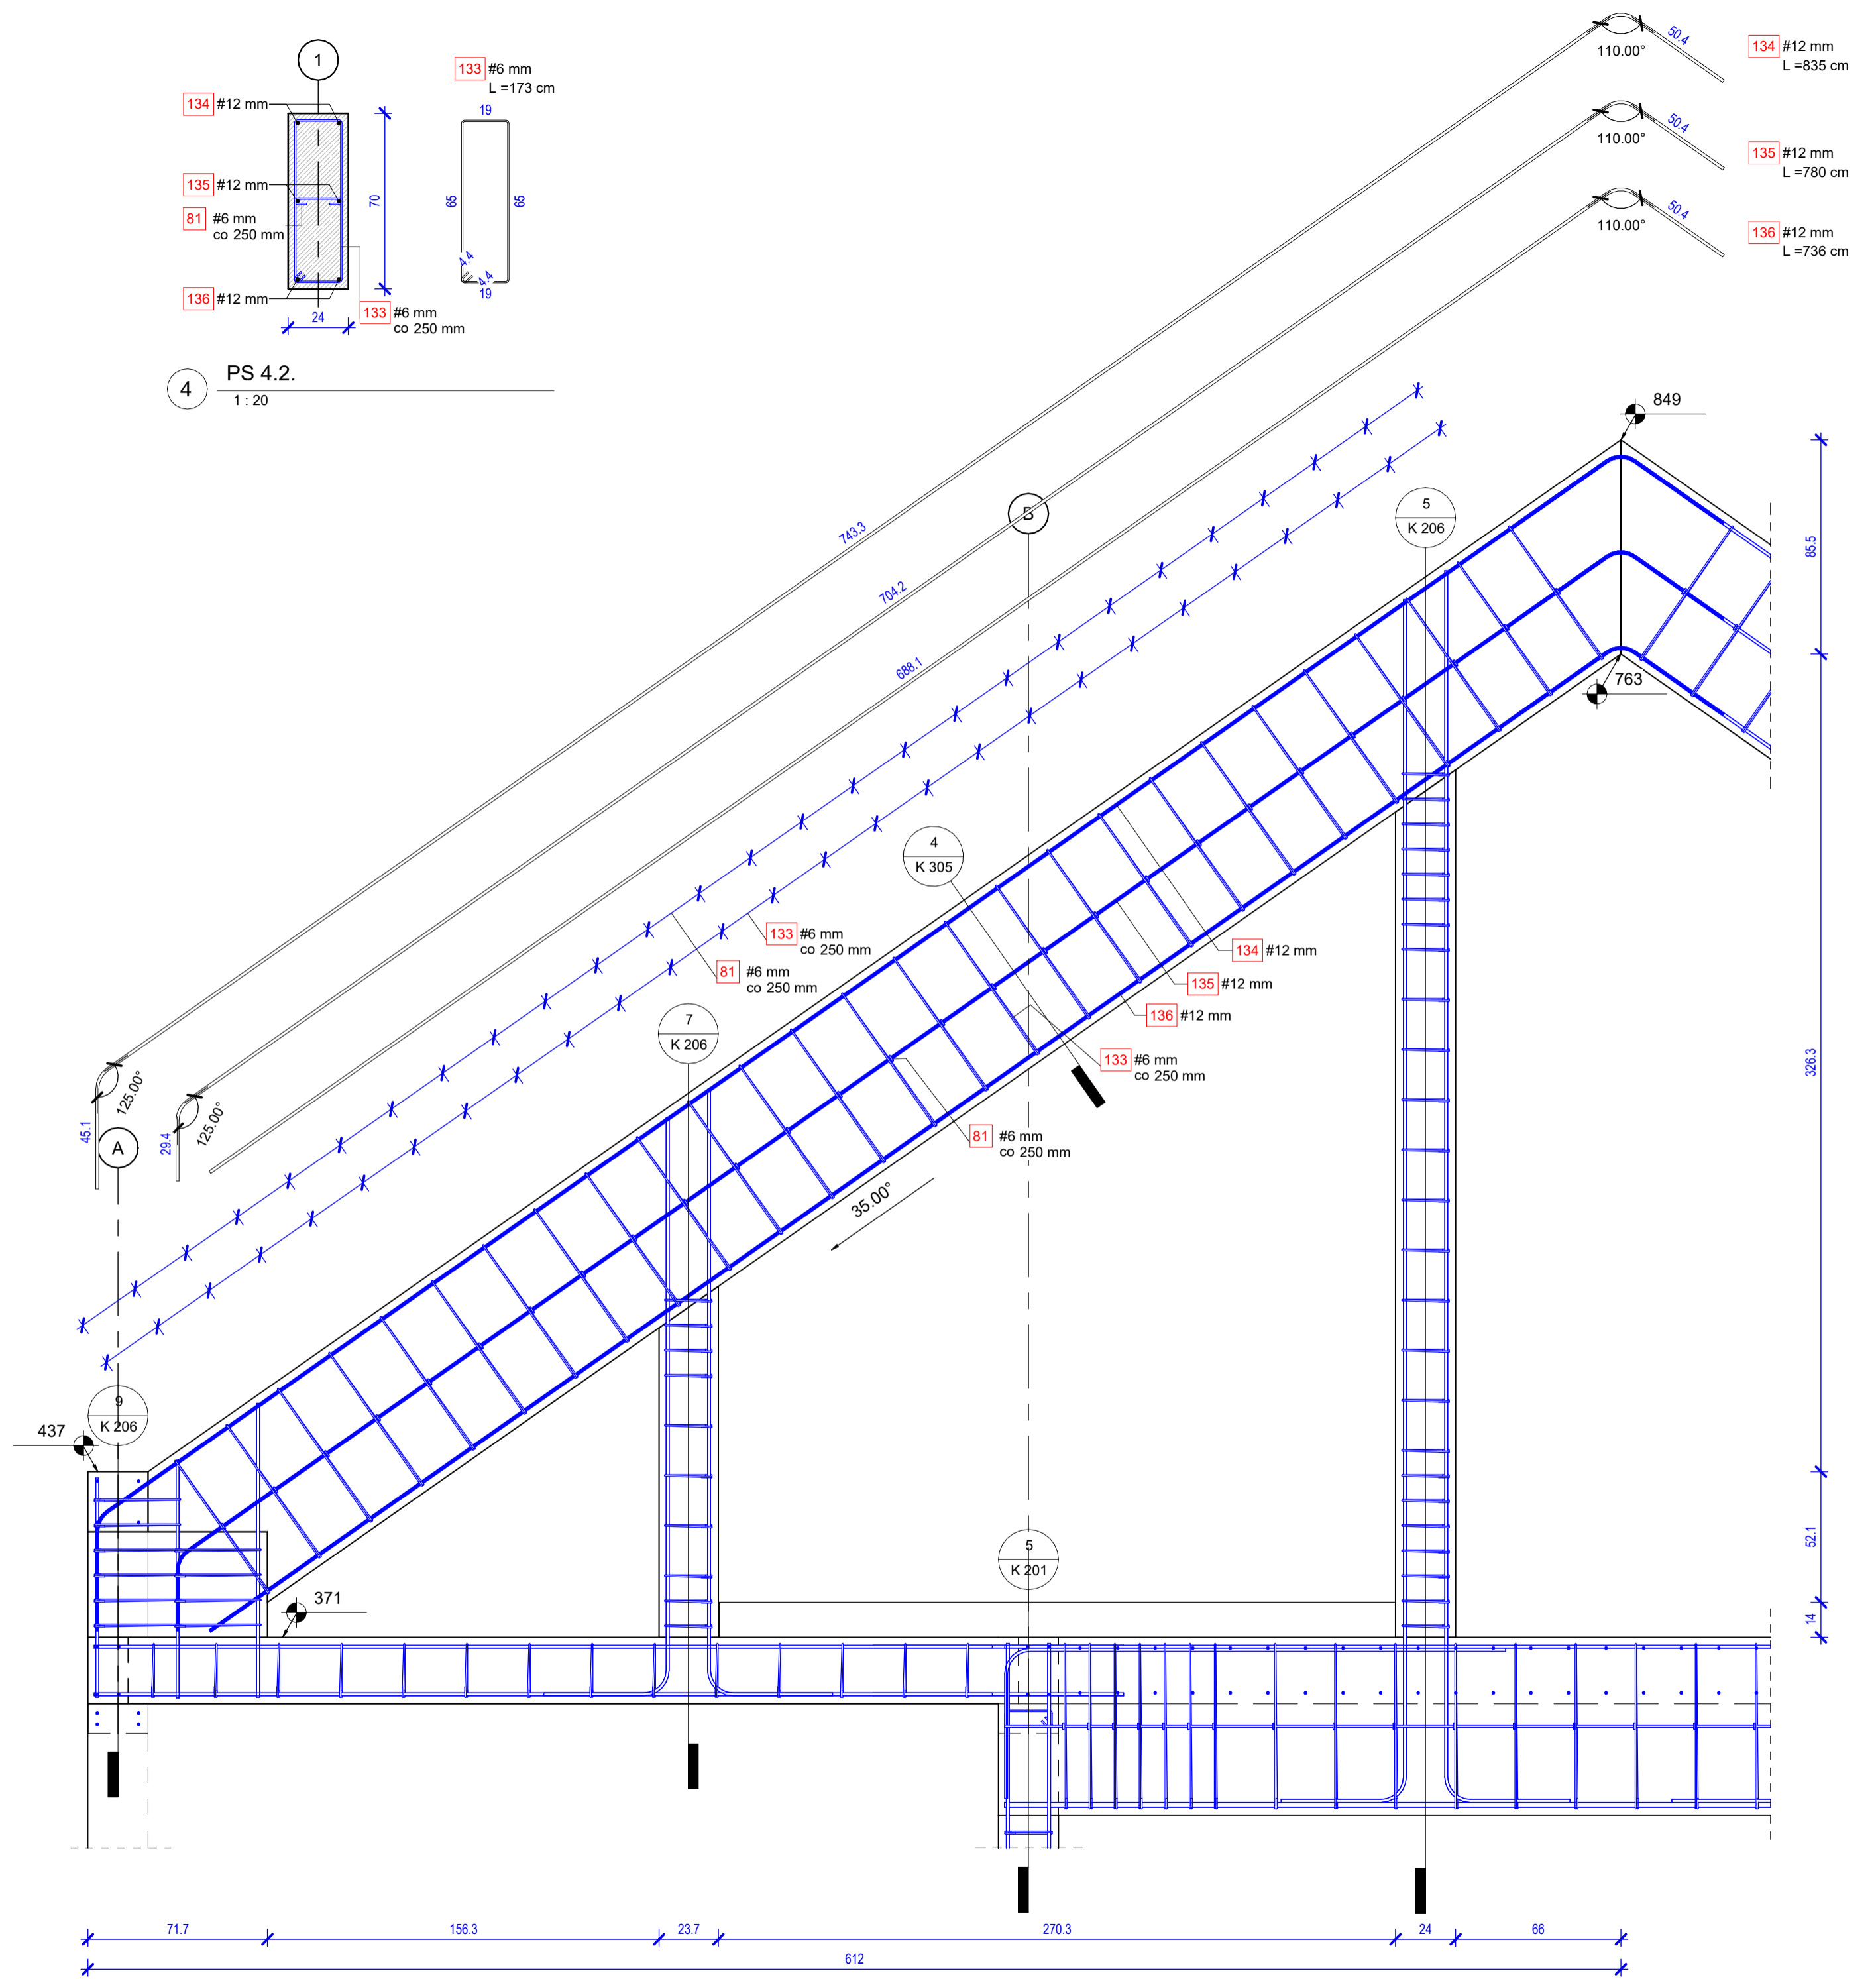 1
133 #6 mm
L =173 cm
134 #12 mm
135 #12 mm
81 #6 mm
co 250 mm
136 #12 mm
133 #6 mm
co 250 mm
70
24
19
65
65
4.4
4.4
19
4
PS 4.2.
1 : 20
50.4
110.00°
134 #12 mm
L =835 cm
50.4
110.00°
135 #12 mm
L =780 cm
50.4
110.00°
136 #12 mm
L =736 cm
849
743.3
B
5
K 206
85.5
704.2
688.1
763
4
K 305
133 #6 mm
co 250 mm
81 #6 mm
co 250 mm
134 #12 mm
135 #12 mm
136 #12 mm
7
K 206
133 #6 mm
co 250 mm
326.3
125.00°
45.1
125.00°
29.4
A
81 #6 mm
co 250 mm
35.00°
9
K 206
437
371
5
K 201
52.1
14
71.7
156.3
23.7
270.3
24
66
612